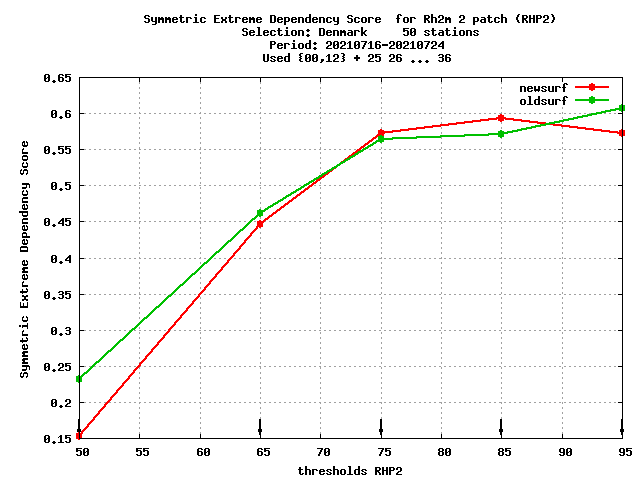 Symmetric Extreme Dependency Score  for Rh2m 2 patch (RHP2)
Selection: Denmark     50 stations
Period: 20210716-20210724
Used {00,12} + 25 26 ... 36
newsurf
oldsurf
Symmetric Extreme Dependency Score
0.65
0.6
0.55
0.5
0.45
0.4
0.35
0.3
0.25
0.2
0.15
50 55 60 65 70 75 80 85 90 95
thresholds RHP2